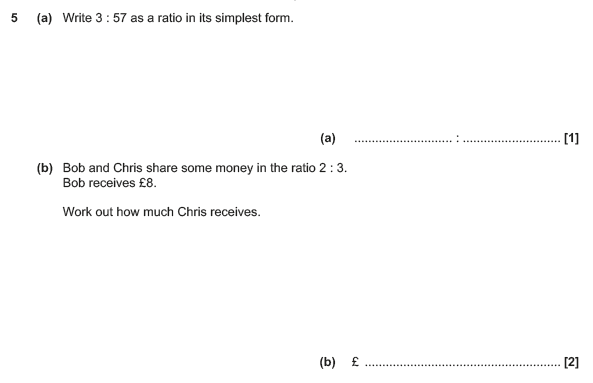 5 (a) Write 3 : 57 as a ratio in its simplest form.
(a) ............................ : ............................ [1]
(b) Bob and Chris share some money in the ratio 2 : 3.
Bob receives £8.
Work out how much Chris receives.
(b) £ ........................................................ [2]